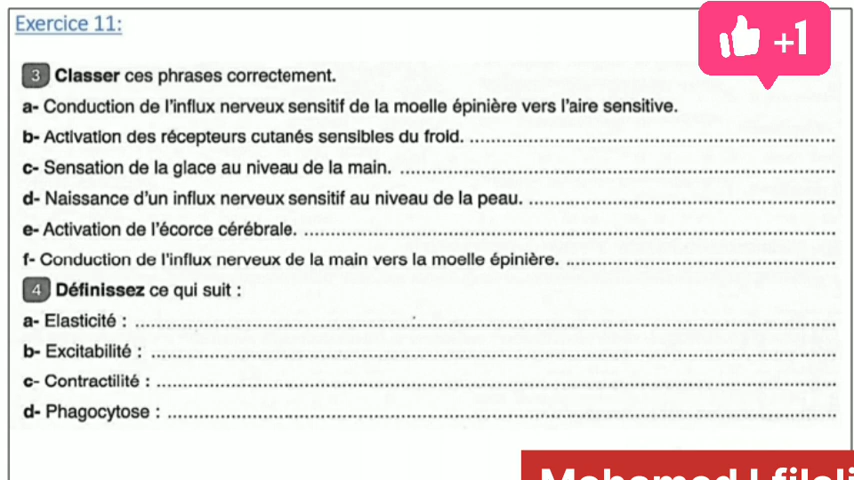 Exercice 11:
+1
3 Classer ces phrases correctement.
a- Conduction de l'influx nerveux sensitif de la moelle épinière vers l'aire sensitive.
b- Activation des récepteurs cutanés sensibles du froid. ........................................
c- Sensation de la glace au niveau de la main. ........................................
d- Naissance d'un influx nerveux sensitif au niveau de la peau. ........................................
e- Activation de l'écorce cérébrale. ........................................
f- Conduction de l'influx nerveux de la main vers la moelle épinière. ........................................
4 Définissez ce qui suit :
a- Elasticité : ........................................
b- Excitabilité : ........................................
c- Contractilité : ........................................
d- Phagocytose : ........................................